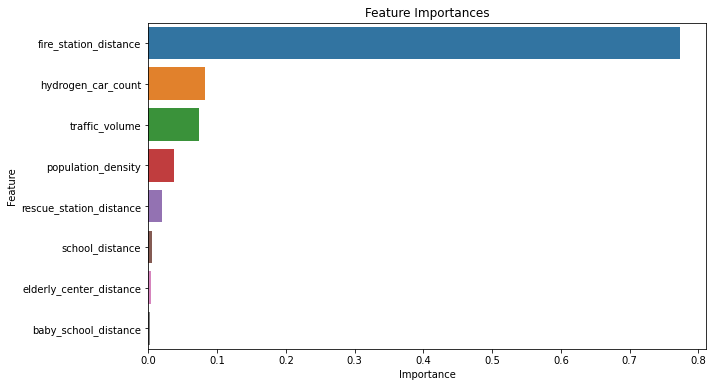 Feature Importances
Feature
fire_station_distance
hydrogen_car_count
traffic_volume
population_density
rescue_station_distance
school_distance
elderly_center_distance
baby_school_distance
0.0 0.1 0.2 0.3 0.4 0.5 0.6 0.7 0.8
Importance